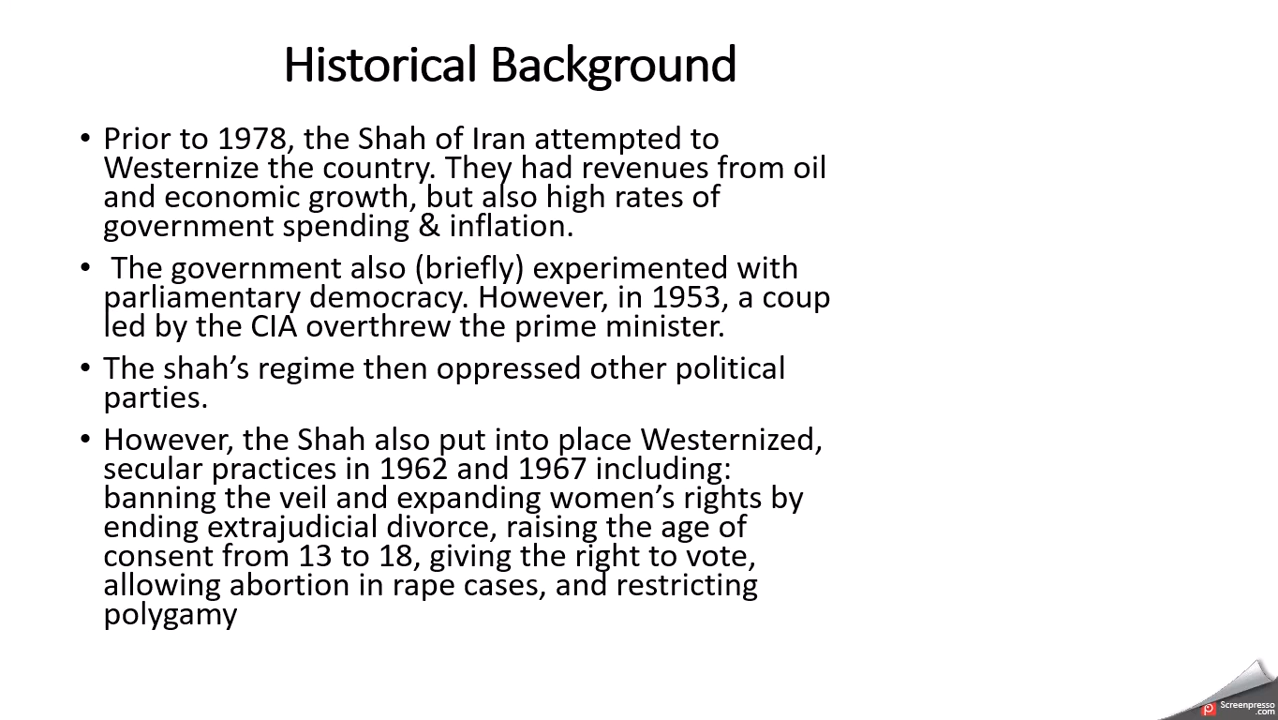 Historical Background
• Prior to 1978, the Shah of Iran attempted to
Westernize the country. They had revenues from oil
and economic growth, but also high rates of
government spending & inflation.
• The government also (briefly) experimented with
parliamentary democracy. However, in 1953, a coup
led by the CIA overthrew the prime minister.
• The shah’s regime then oppressed other political
parties.
• However, the Shah also put into place Westernized,
secular practices in 1962 and 1967 including:
banning the veil and expanding women’s rights by
ending extrajudicial divorce, raising the age of
consent from 13 to 18, giving the right to vote,
allowing abortion in rape cases, and restricting
polygamy
Screenpresso
.com